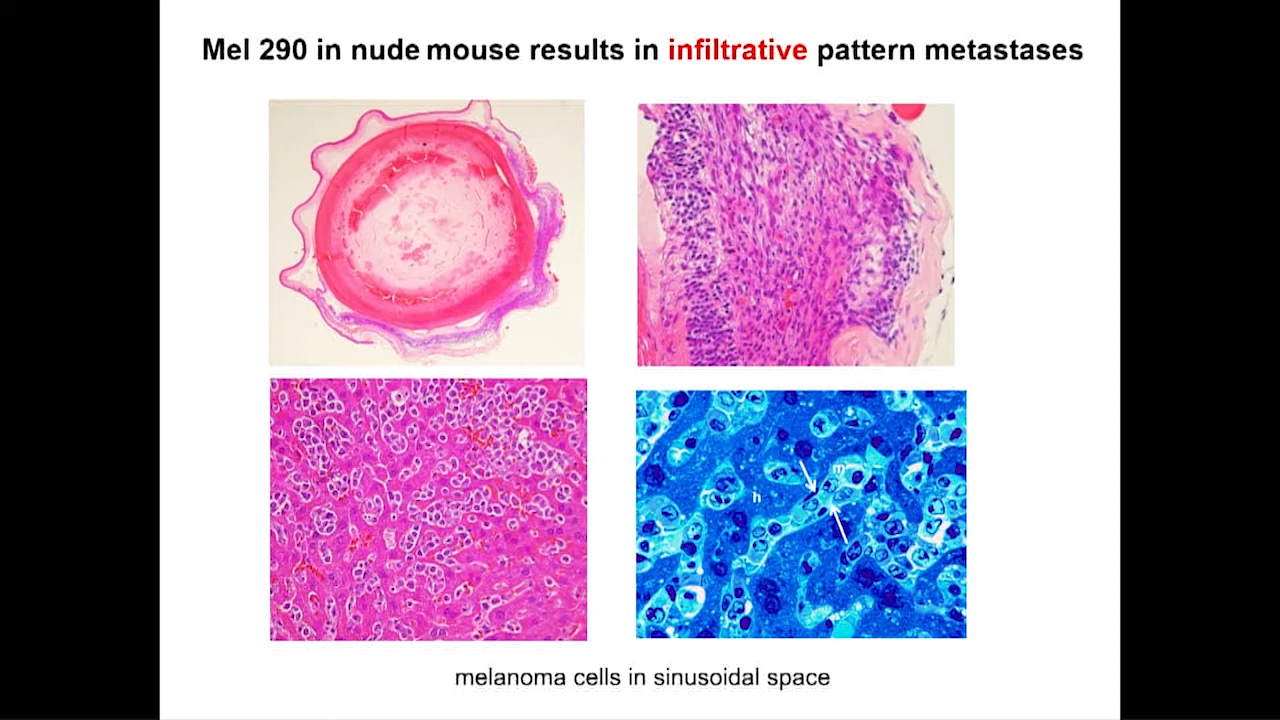 Mel 290 in nude mouse results in infiltrative pattern metastases
m
h
melanoma cells in sinusoidal space